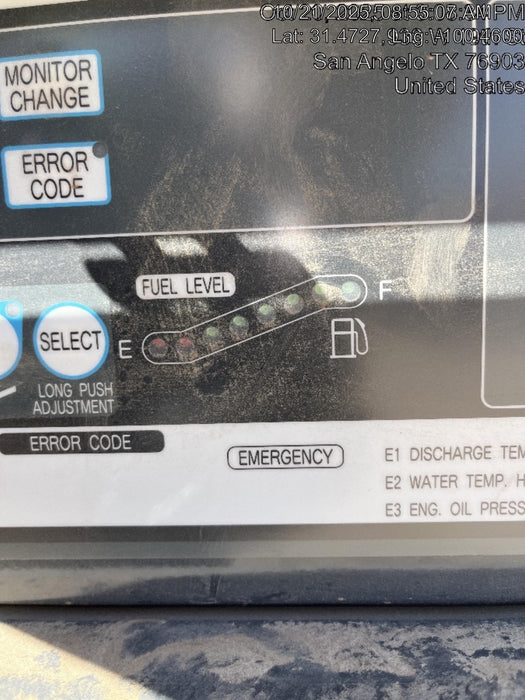 San Angelo TX 76903
United States
MONITOR
CHANGE
ERROR
CODE
FUEL LEVEL
F
SELECT
E
LONG PUSH
ADJUSTMENT
ERROR CODE
EMERGENCY
E1 DISCHARGE TEM
E2 WATER TEMP. H
E3 ENG. OIL PRESS